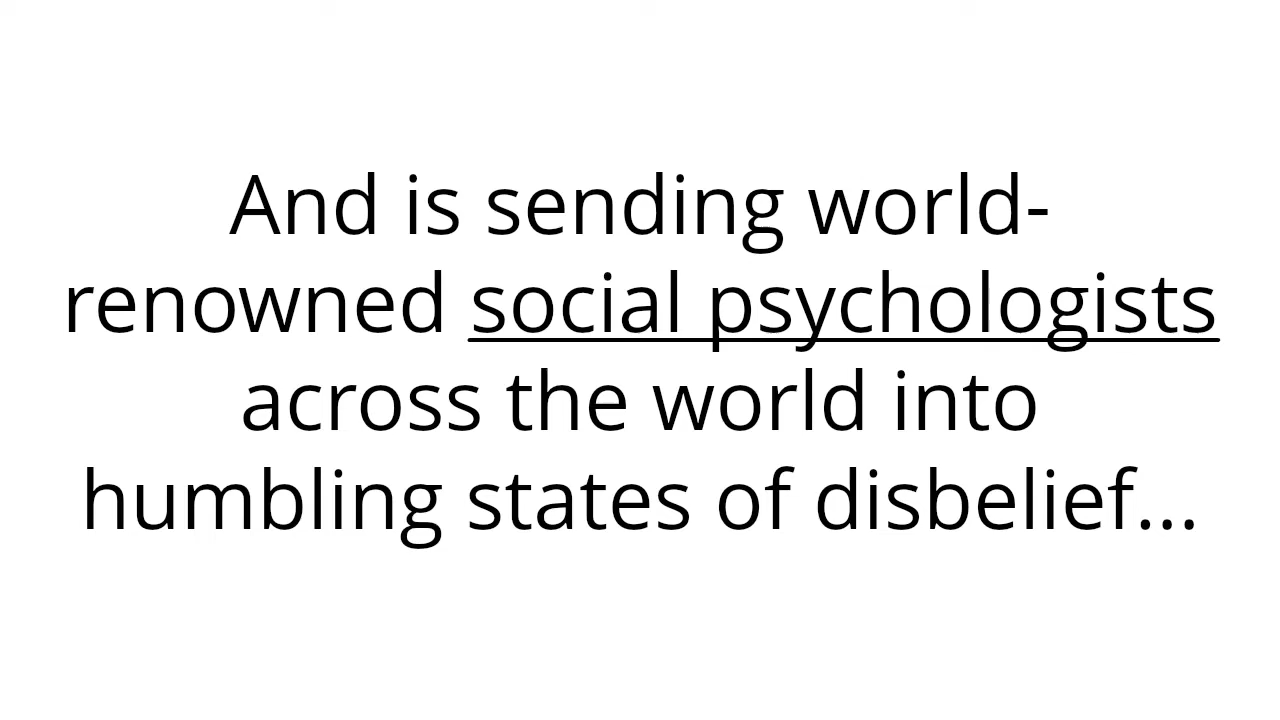 And is sending world-
renowned social psychologists
across the world into
humbling states of disbelief...